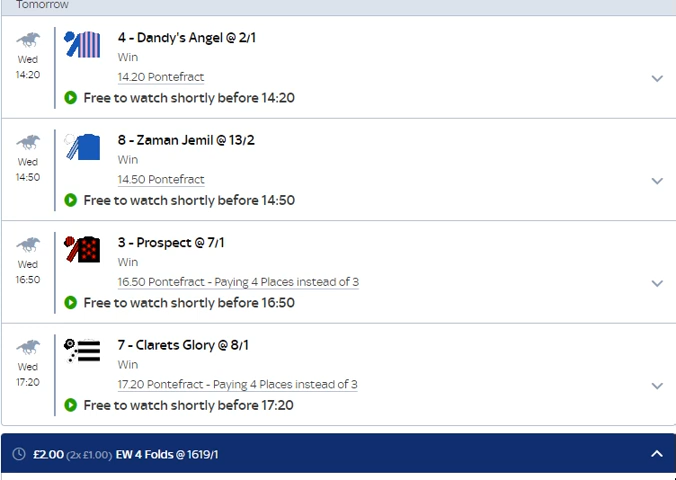 Tomorrow
4 - Dandy's Angel @ 2/1
Win
Wed
14:20
14.20 Pontefract
Free to watch shortly before 14:20
8 - Zaman Jemil @ 13/2
Win
Wed
14:50
14.50 Pontefract
Free to watch shortly before 14:50
3 - Prospect @ 7/1
Win
Wed
16:50
16.50 Pontefract - Paying 4 Places instead of 3
Free to watch shortly before 16:50
7 - Clarets Glory @ 8/1
Win
Wed
17:20
17.20 Pontefract - Paying 4 Places instead of 3
Free to watch shortly before 17:20
£2.00 (2x £1.00) EW 4 Folds @ 1619/1